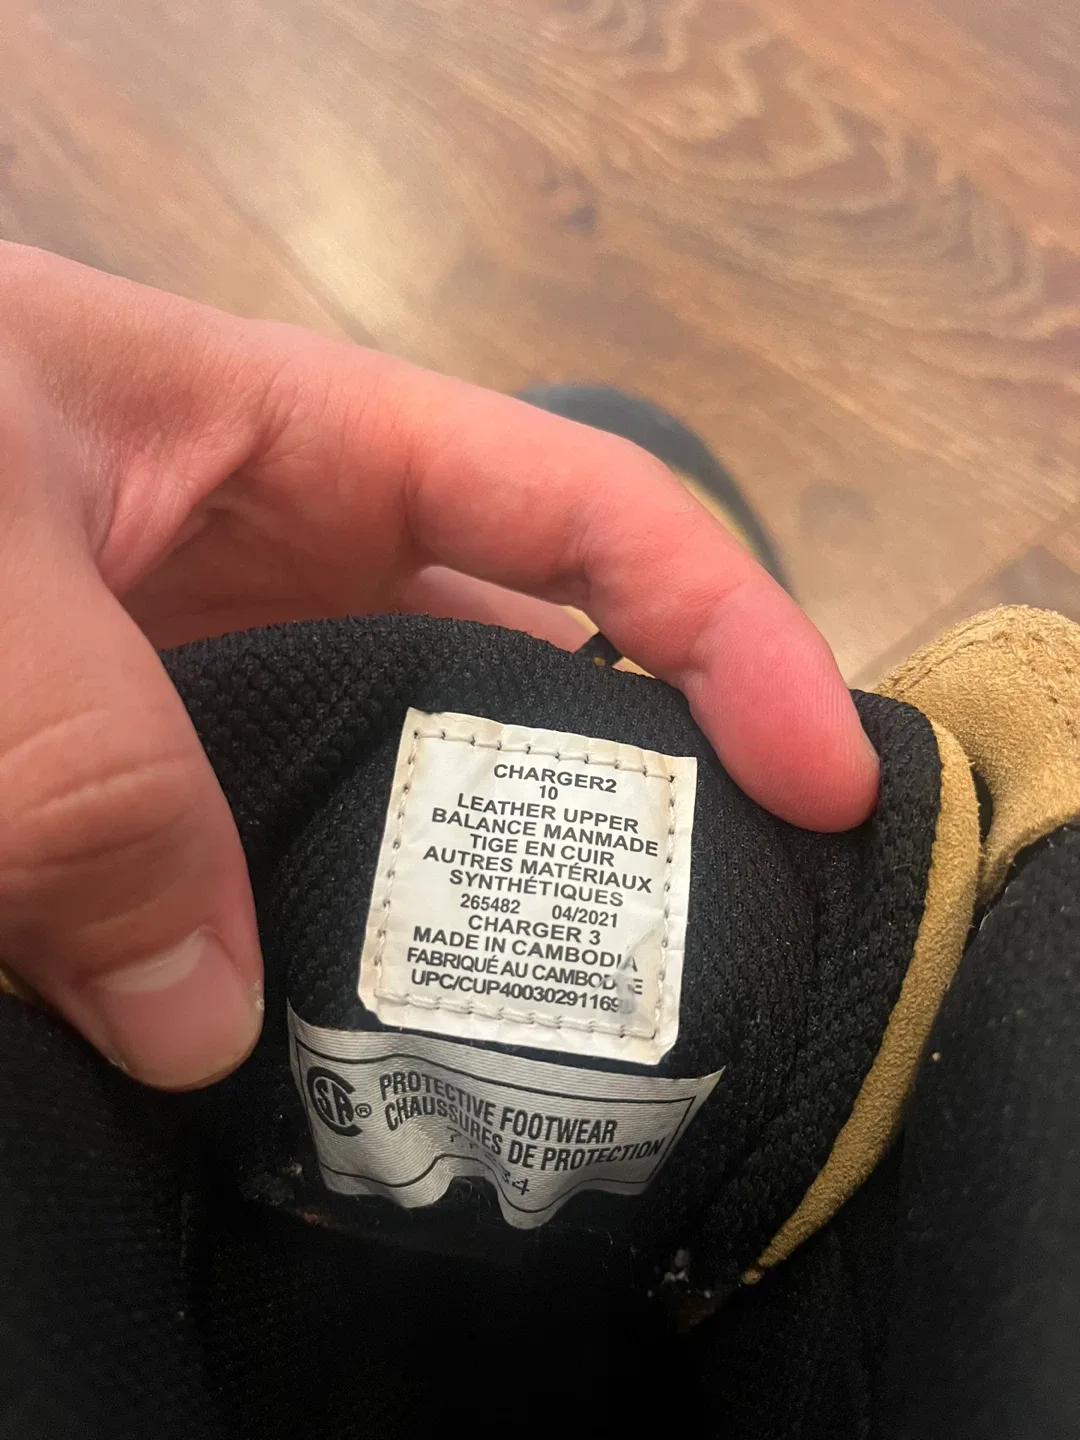 CHARGER2
10
LEATHER UPPER
BALANCE MANMADE
TIGE EN CUIR
AUTRES MATÉRIAUX
SYNTHÉTIQUES
265482 04/2021
CHARGER 3
MADE IN CAMBODIA
FABRIQUÉ AU CAMBODGE
CSA®
PROTECTIVE FOOTWEAR
CHAUSSURES DE PROTECTION